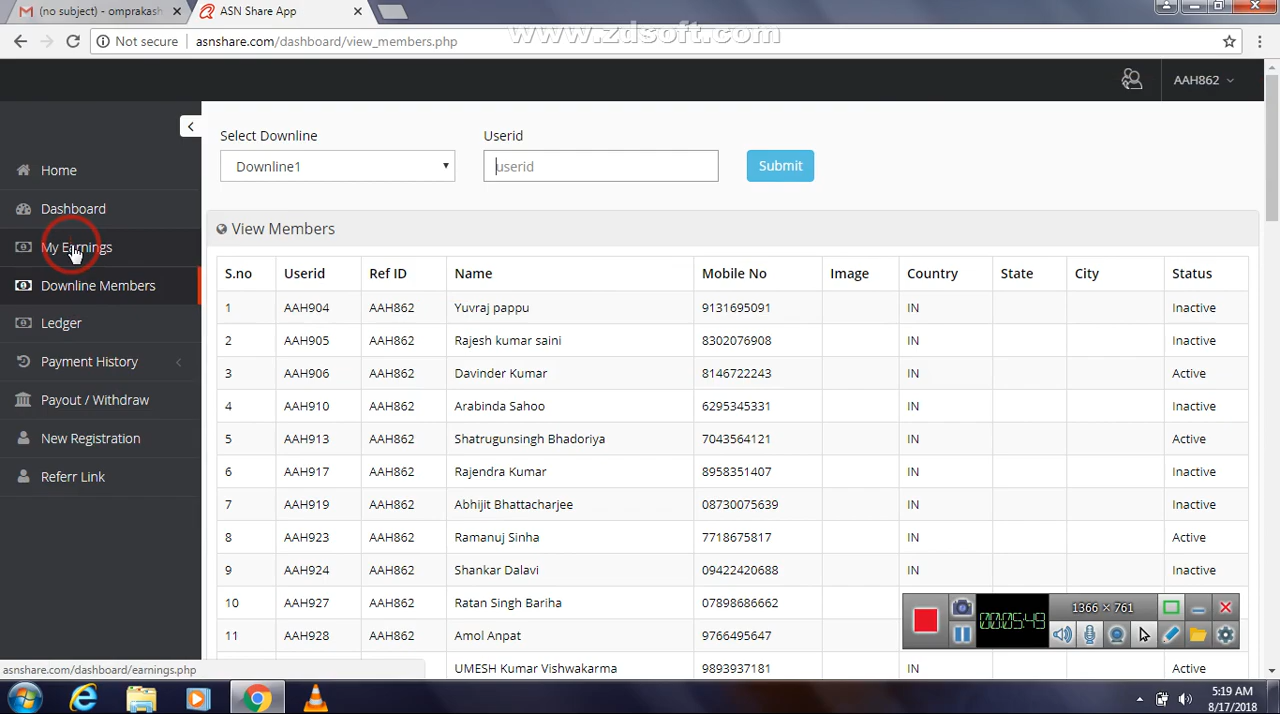 (no subject) - omprakash
ASN Share App
Not secure asnshare.com/dashboard/view_members.php
www.zdsoft.com
AAH862
Home
Dashboard
My Earnings
Downline Members
Ledger
Payment History
Payout / Withdraw
New Registration
Referr Link
Select Downline Userid
Downline1 userid Submit
View Members
S.no Userid Ref ID Name Mobile No Image Country State City Status
1 AAH904 AAH862 Yuvraj pappu 9131695091 IN Inactive
2 AAH905 AAH862 Rajesh kumar saini 8302076908 IN Inactive
3 AAH906 AAH862 Davinder Kumar 8146722243 IN Active
4 AAH910 AAH862 Arabinda Sahoo 6295345331 IN Inactive
5 AAH913 AAH862 Shatrugunsingh Bhadoriya 7043564121 IN Active
6 AAH917 AAH862 Rajendra Kumar 8958351407 IN Inactive
7 AAH919 AAH862 Abhijit Bhattacharjee 08730075639 IN Inactive
8 AAH923 AAH862 Ramanuj Sinha 7718675817 IN Active
9 AAH924 AAH862 Shankar Dalavi 09422420688 IN Inactive
10 AAH927 AAH862 Ratan Singh Bariha 07898686662
11 AAH928 AAH862 Amol Anpat 9766495647
UMESH Kumar Vishwakarma 9893937181 IN Active
1366 × 761
00:05:49
asnshare.com/dashboard/earnings.php
5:19 AM
8/17/2018